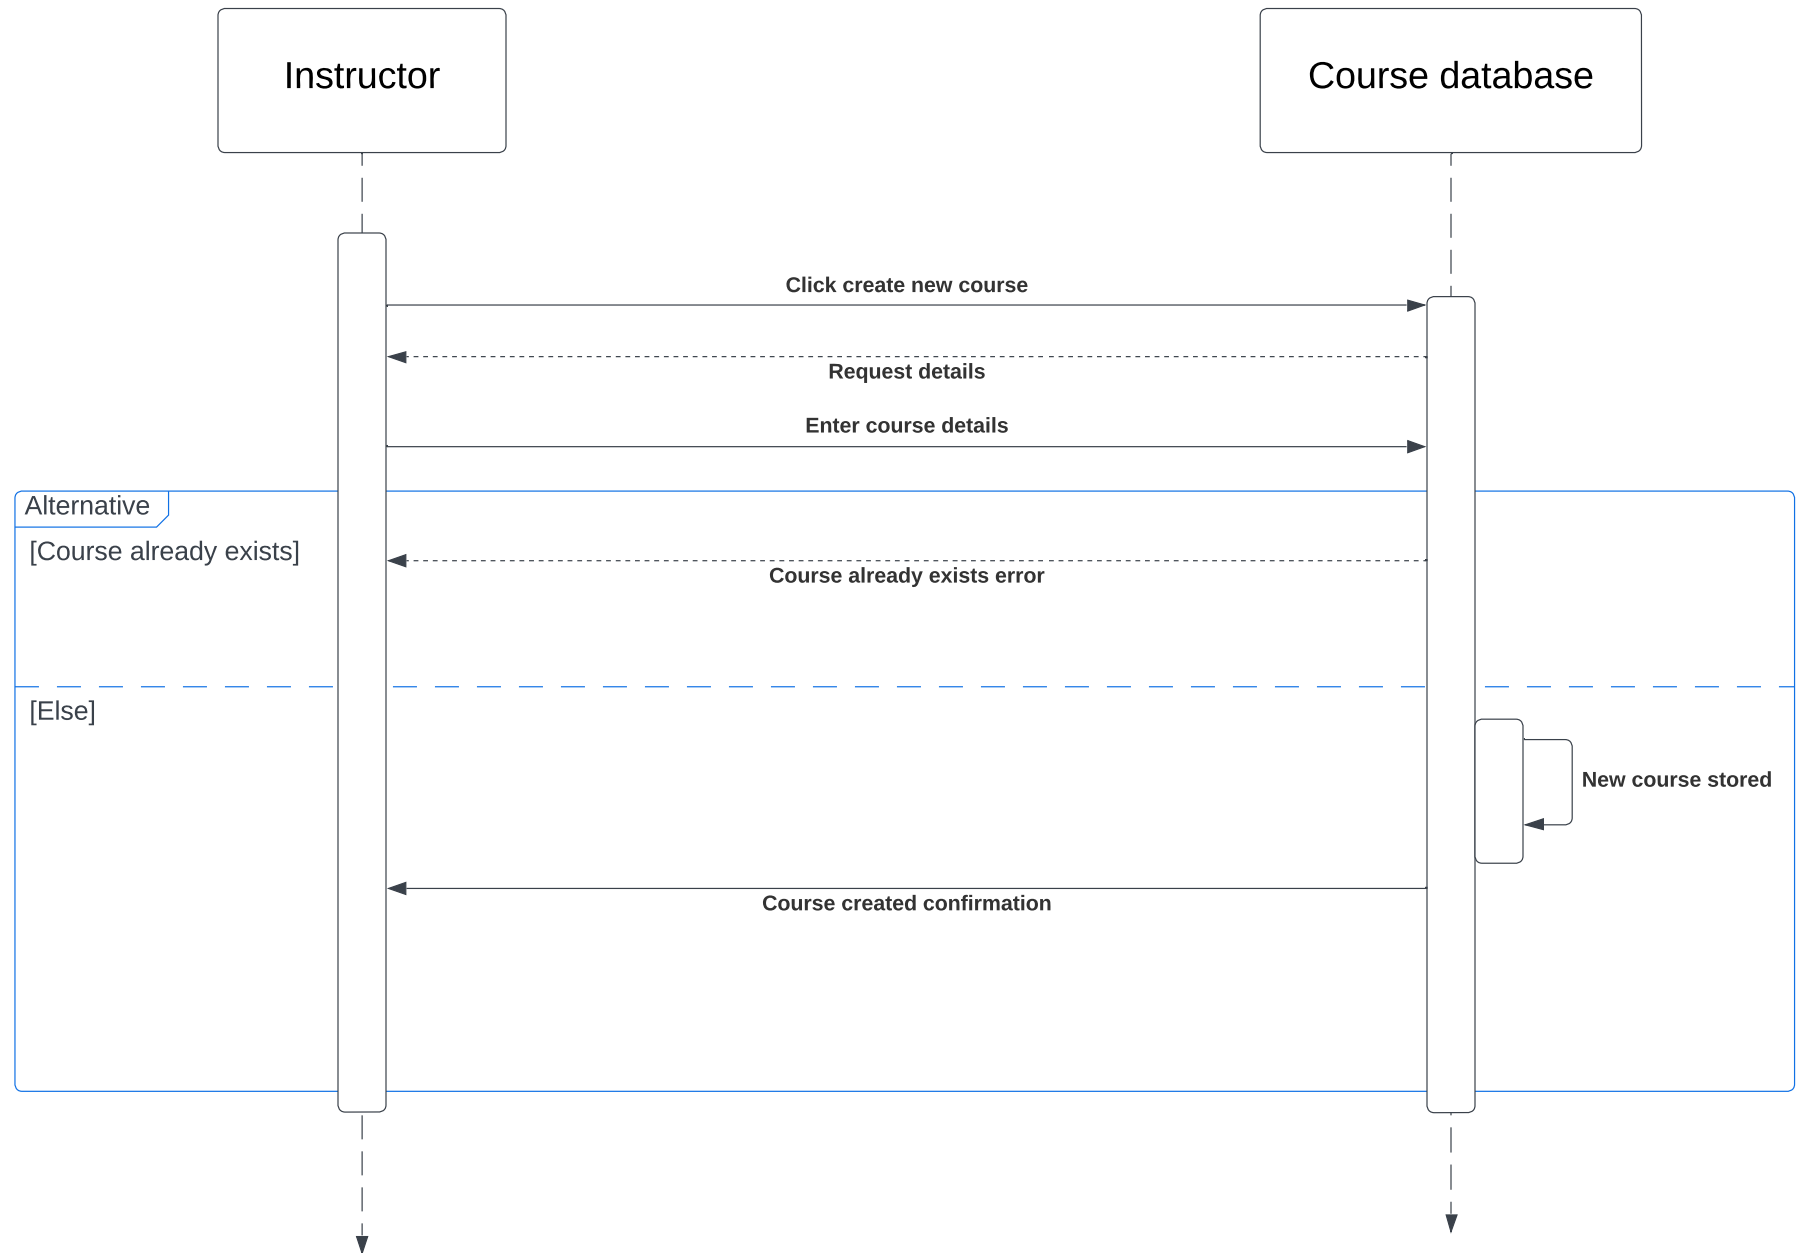 Instructor
Course database
Click create new course
Request details
Enter course details
Alternative
[Course already exists]
Course already exists error
[Else]
New course stored
Course created confirmation